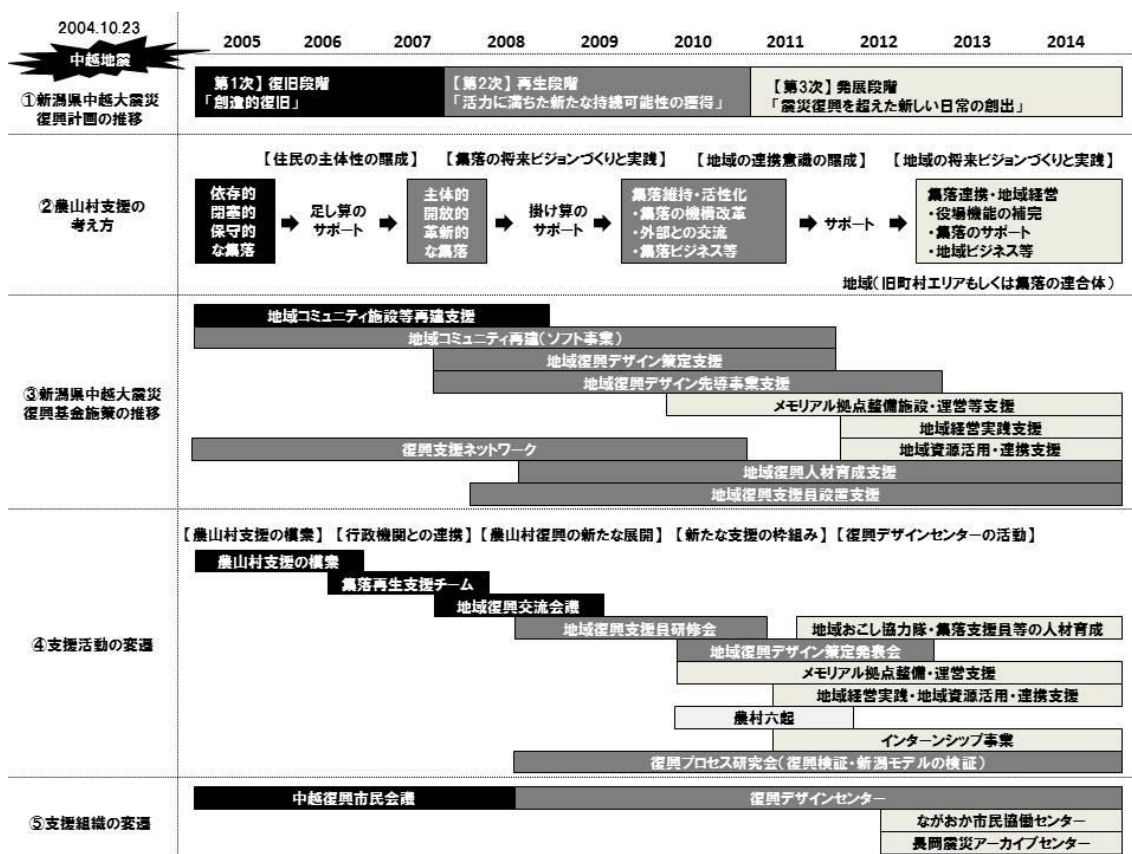 2004.10.23
中越地震
2005 2006 2007 2008 2009 2010 2011 2012 2013 2014
①新潟県中越大震災
復興計画の推移
【第1次】復旧段階
「創造的復旧」
【第2次】再生段階
「活力に満ちた新たな持続可能性の獲得」
【第3次】発展段階
「震災復興を超えた新しい日常の創出」
②農山村支援の
考え方
【住民の主体性の醸成】 【集落の将来ビジョンづくりと実践】 【地域の連携意識の醸成】 【地域の将来ビジョンづくりと実践】
依存的
閉塞的
保守的
な集落
足し算の
サポート
主体的
開放的
革新的
な集落
掛け算の
サポート
集落維持・活性化
・集落の機構改革
・外部との交流
・集落ビジネス等
サポート
集落連携・地域経営
・役場機能の補完
・集落のサポート
・地域ビジネス等
地域(旧町村エリアもしくは集落の連合体)
③新潟県中越大震災
復興基金施策の推移
地域コミュニティ施設等再建支援
地域コミュニティ再建(ソフト事業)
地域復興デザイン策定支援
地域復興デザイン先導事業支援
メモリアル拠点整備施設・運営等支援
地域経営実践支援
復興支援ネットワーク
地域資源活用・連携支援
地域復興人材育成支援
地域復興支援員設置支援
④支援活動の変遷
【農山村支援の模索】【行政機関との連携】【農山村復興の新たな展開】 【新たな支援の枠組み】【復興デザインセンターの活動】
農山村支援の模索
集落再生支援チーム
地域復興交流会議
地域復興支援員研修会
地域おこし協力隊・集落支援員等の人材育成
地域復興デザイン策定発表会
メモリアル拠点整備・運営支援
地域経営実践・地域資源活用・連携支援
農村六起
インターンシップ事業
復興プロセス研究会(復興検証・新潟モデルの検証)
⑤支援組織の変遷
中越復興市民会議
復興デザインセンター
ながおか市民協働センター
長岡震災アーカイブセンター